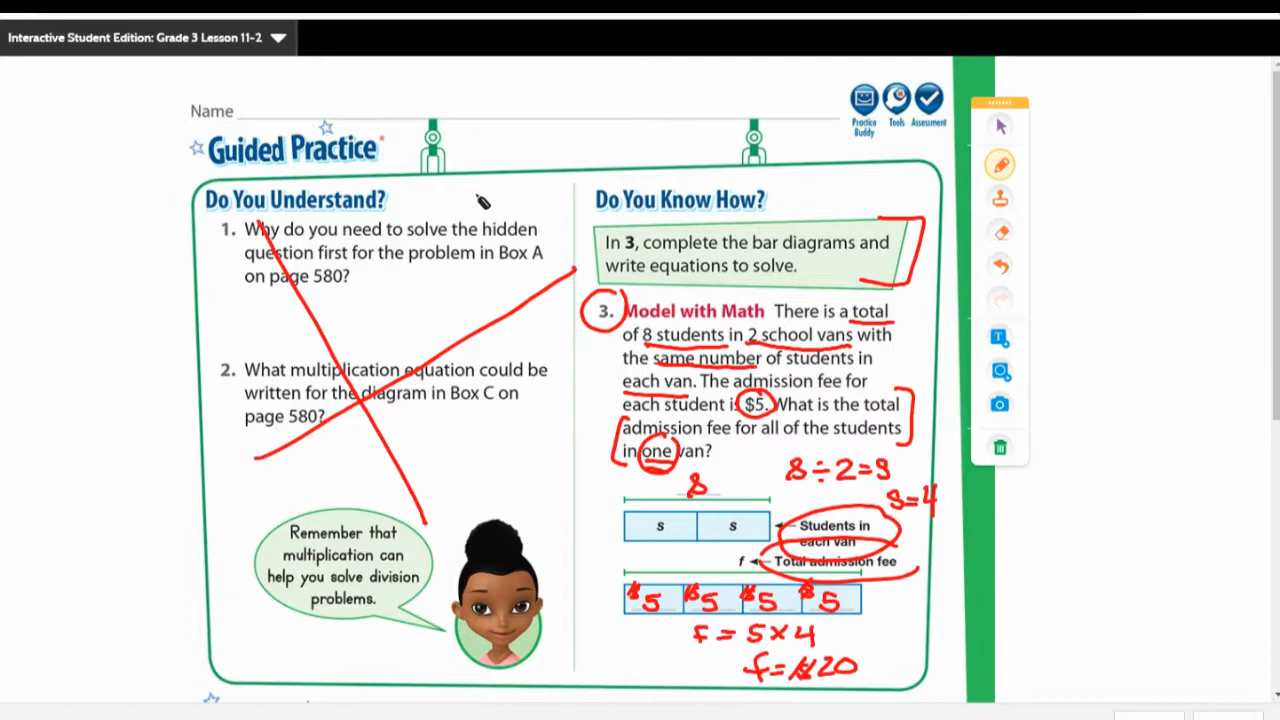 Interactive Student Edition: Grade 3 Lesson 11-2
Name
Practice Buddy
Tools
Assessment
Guided Practice
Do You Understand?
1. Why do you need to solve the hidden
question first for the problem in Box A
on page 580?
2. What multiplication equation could be
written for the diagram in Box C on
page 580?
Remember that
multiplication can
help you solve division
problems.
Do You Know How?
In 3, complete the bar diagrams and
write equations to solve.
3. Model with Math There is a total
of 8 students in 2 school vans with
the same number of students in
each van. The admission fee for
each student is $5. What is the total
admission fee for all of the students
in one van?
8 ÷ 2 = s
s = 4
8
s s
Students in
each van
f Total admission fee
$5 $5 $5 $5
f = 5 x 4
f = $20